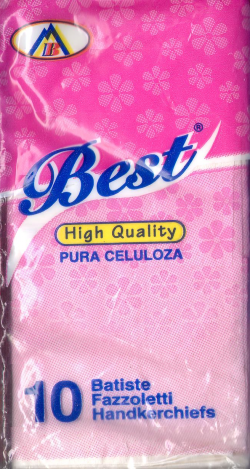 Best®
High Quality
PURA CELULOZA
10
Batiste
Fazzoletti
Handkerchiefs